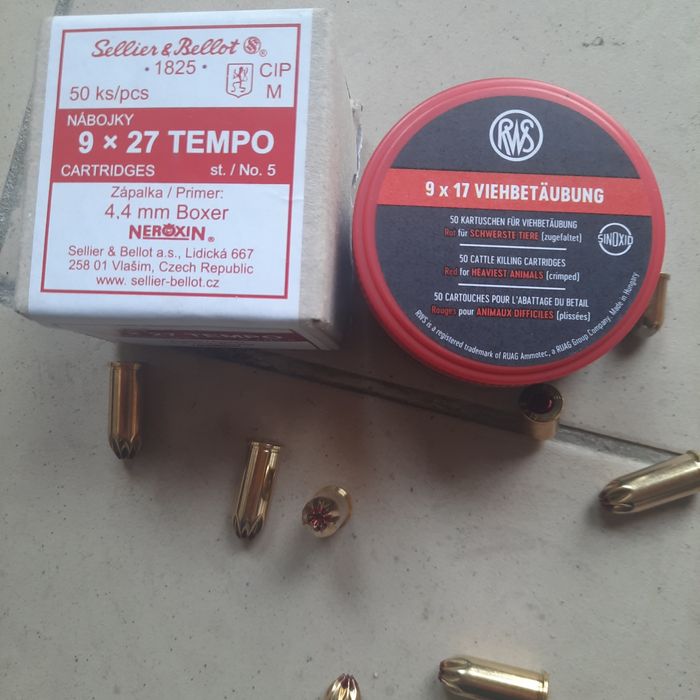 Sellier & Bellot SB®
• 1825 •
50 ks/pcs
CIP
M
NÁBOJKY
9 × 27 TEMPO
CARTRIDGES st. / No. 5
Zápalka / Primer:
4,4 mm Boxer
NEROXIN®
Sellier & Bellot a.s., Lidická 667
258 01 Vlašim, Czech Republic
www. sellier-bellot.cz
TEMPO
RWS
9 x 17 VIEHBETÄUBUNG
50 KARTUSCHEN FÜR VIEHBETÄUBUNG
Rot für SCHWERSTE TIERE (zugefaltet)
50 CATTLE KILLING CARTRIDGES
Red for HEAVIEST ANIMALS (crimped)
50 CARTOUCHES POUR L'ABATTAGE DU BETAIL
Rouges pour ANIMAUX DIFFICILES (plissées)
SINOXID
RWS is a registered trademark of RUAG Ammotec, a RUAG Group Company. Made in Hungary